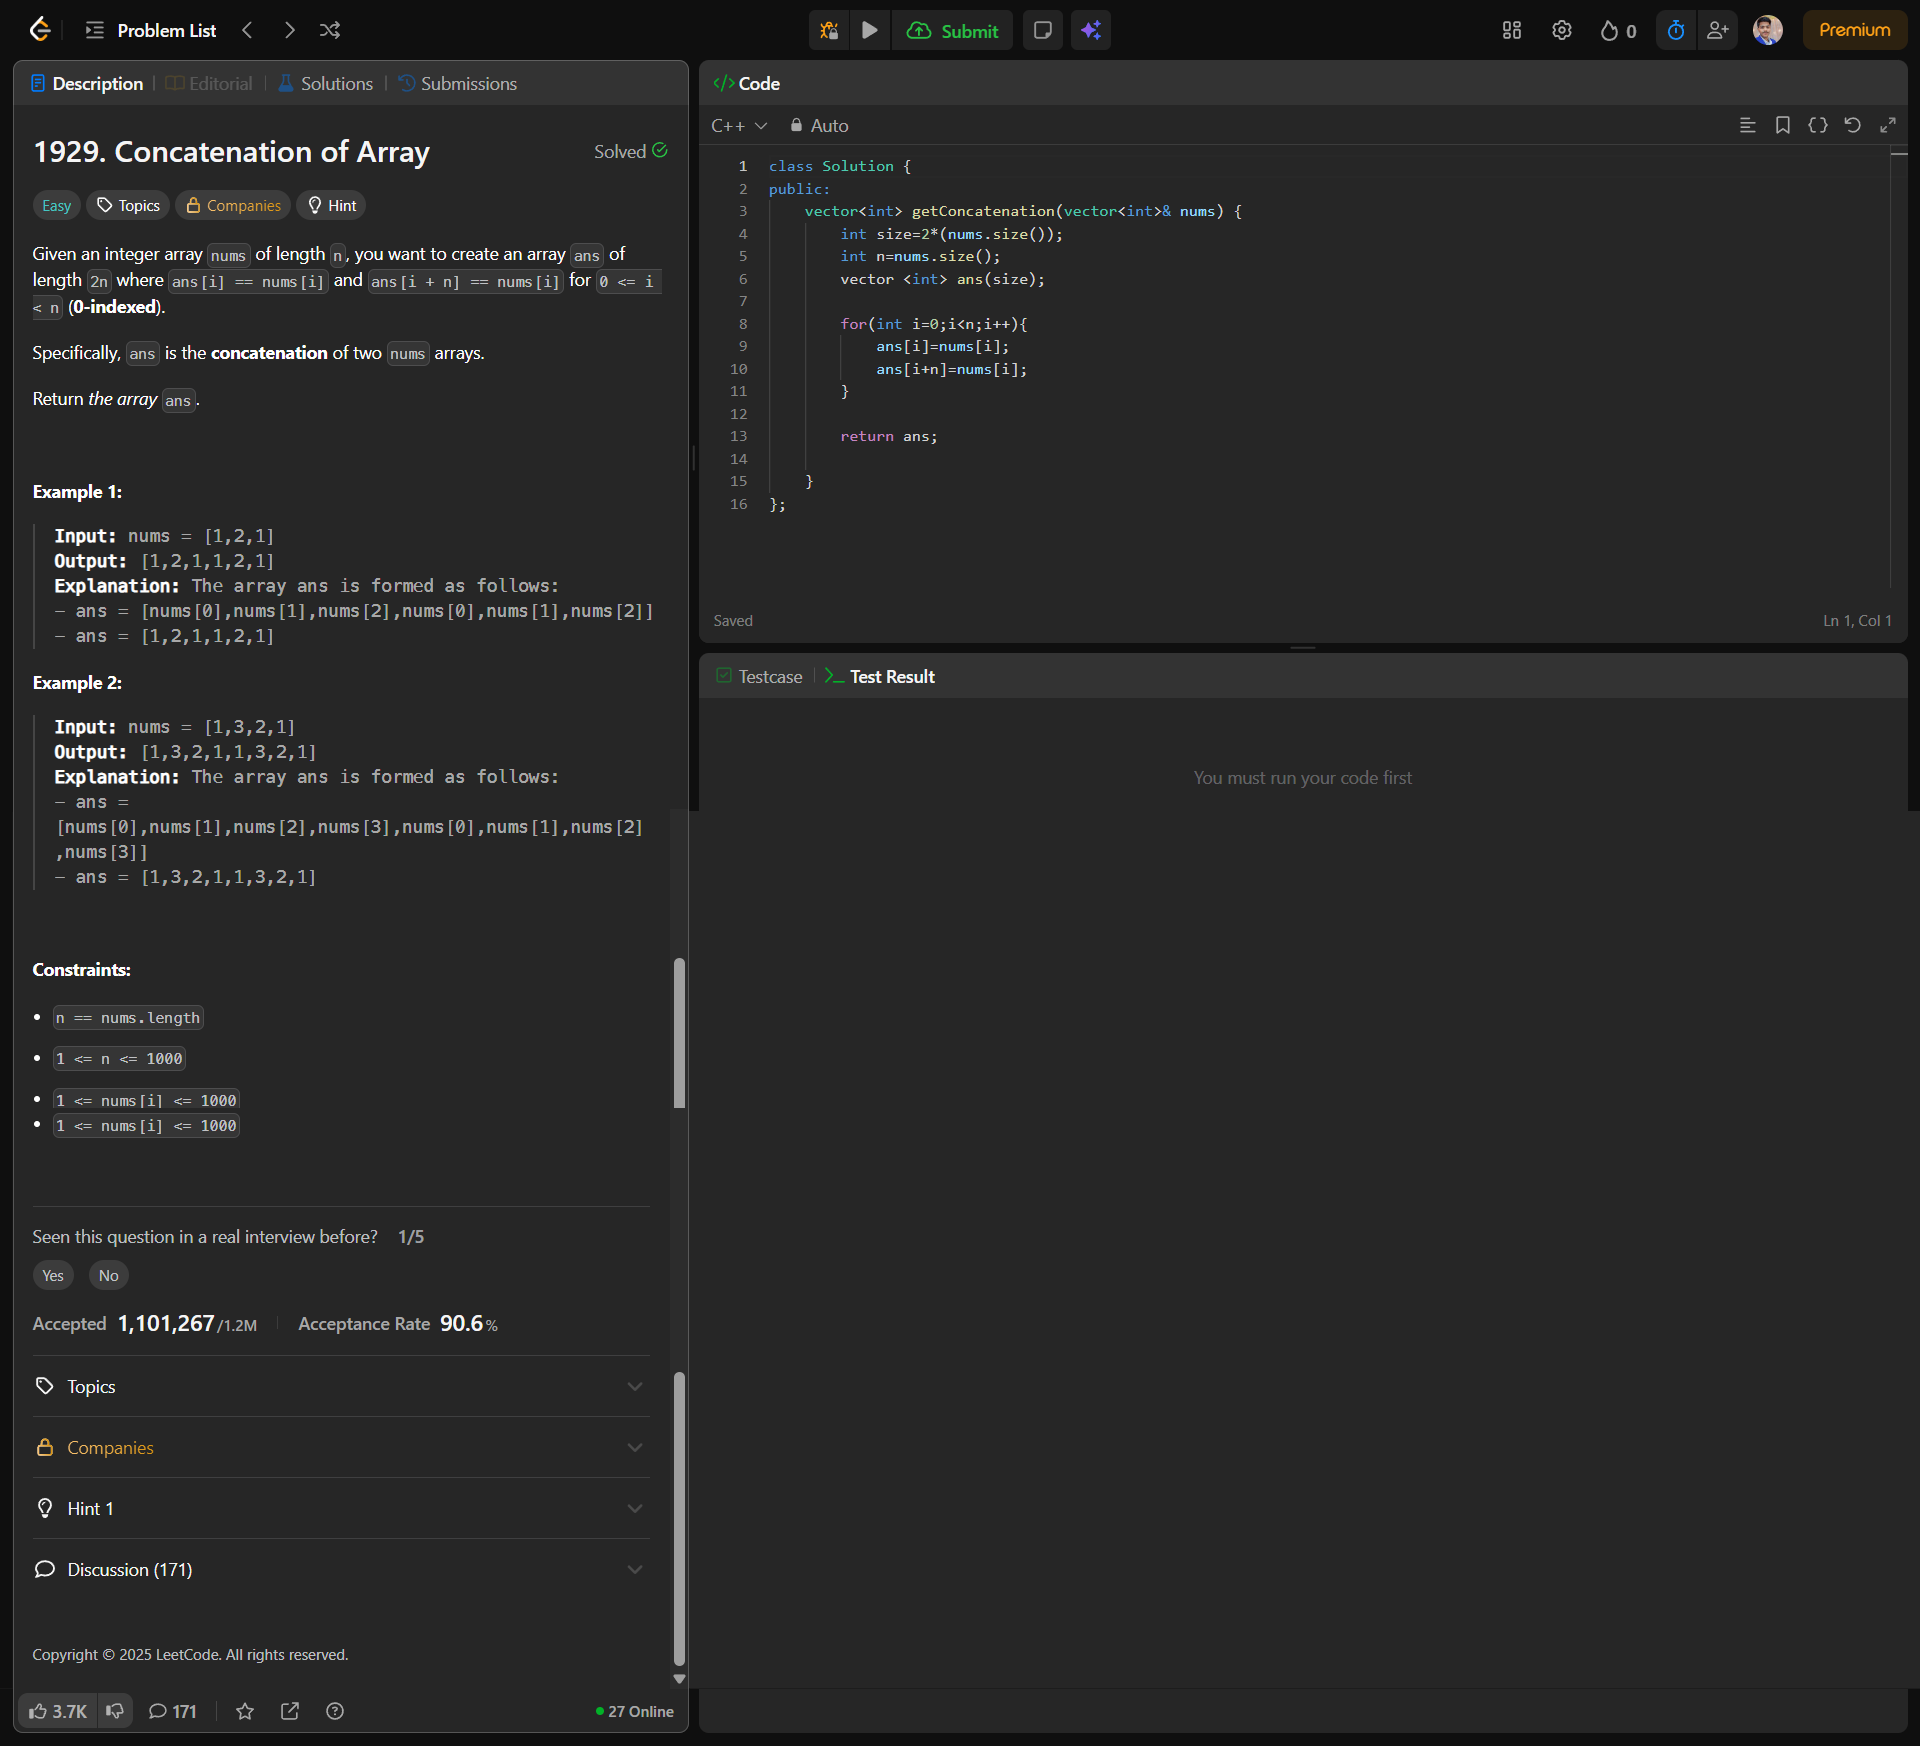 Problem List
Submit
0
Premium
Description
Editorial
Solutions
Submissions
1929. Concatenation of Array
Solved
Easy
Topics
Companies
Hint
Given an integer array nums of length n, you want to create an array ans of
length 2n where ans[i] == nums[i] and ans[i + n] == nums[i] for 0 <= i
< n (0-indexed).
Specifically, ans is the concatenation of two nums arrays.
Return the array ans.
Example 1:
Input: nums = [1,2,1]
Output: [1,2,1,1,2,1]
Explanation: The array ans is formed as follows:
- ans = [nums[0],nums[1],nums[2],nums[0],nums[1],nums[2]]
- ans = [1,2,1,1,2,1]
Example 2:
Input: nums = [1,3,2,1]
Output: [1,3,2,1,1,3,2,1]
Explanation: The array ans is formed as follows:
- ans =
[nums[0],nums[1],nums[2],nums[3],nums[0],nums[1],nums[2]
,nums[3]]
- ans = [1,3,2,1,1,3,2,1]
Constraints:
• n == nums.length
• 1 <= n <= 1000
• 1 <= nums[i] <= 1000
• 1 <= nums[i] <= 1000
Seen this question in a real interview before? 1/5
Yes
No
Accepted 1,101,267/1.2M
Acceptance Rate 90.6%
Topics
Companies
Hint 1
Discussion (171)
Copyright © 2025 LeetCode. All rights reserved.
3.7K
171
27 Online
</> Code
C++
Auto
1 class Solution {
2 public:
3     vector<int> getConcatenation(vector<int>& nums) {
4         int size=2*(nums.size());
5         int n=nums.size();
6         vector <int> ans(size);
7
8         for(int i=0;i<n;i++){
9             ans[i]=nums[i];
10             ans[i+n]=nums[i];
11         }
12
13         return ans;
14
15     }
16 };
Saved
Ln 1, Col 1
Testcase
Test Result
You must run your code first